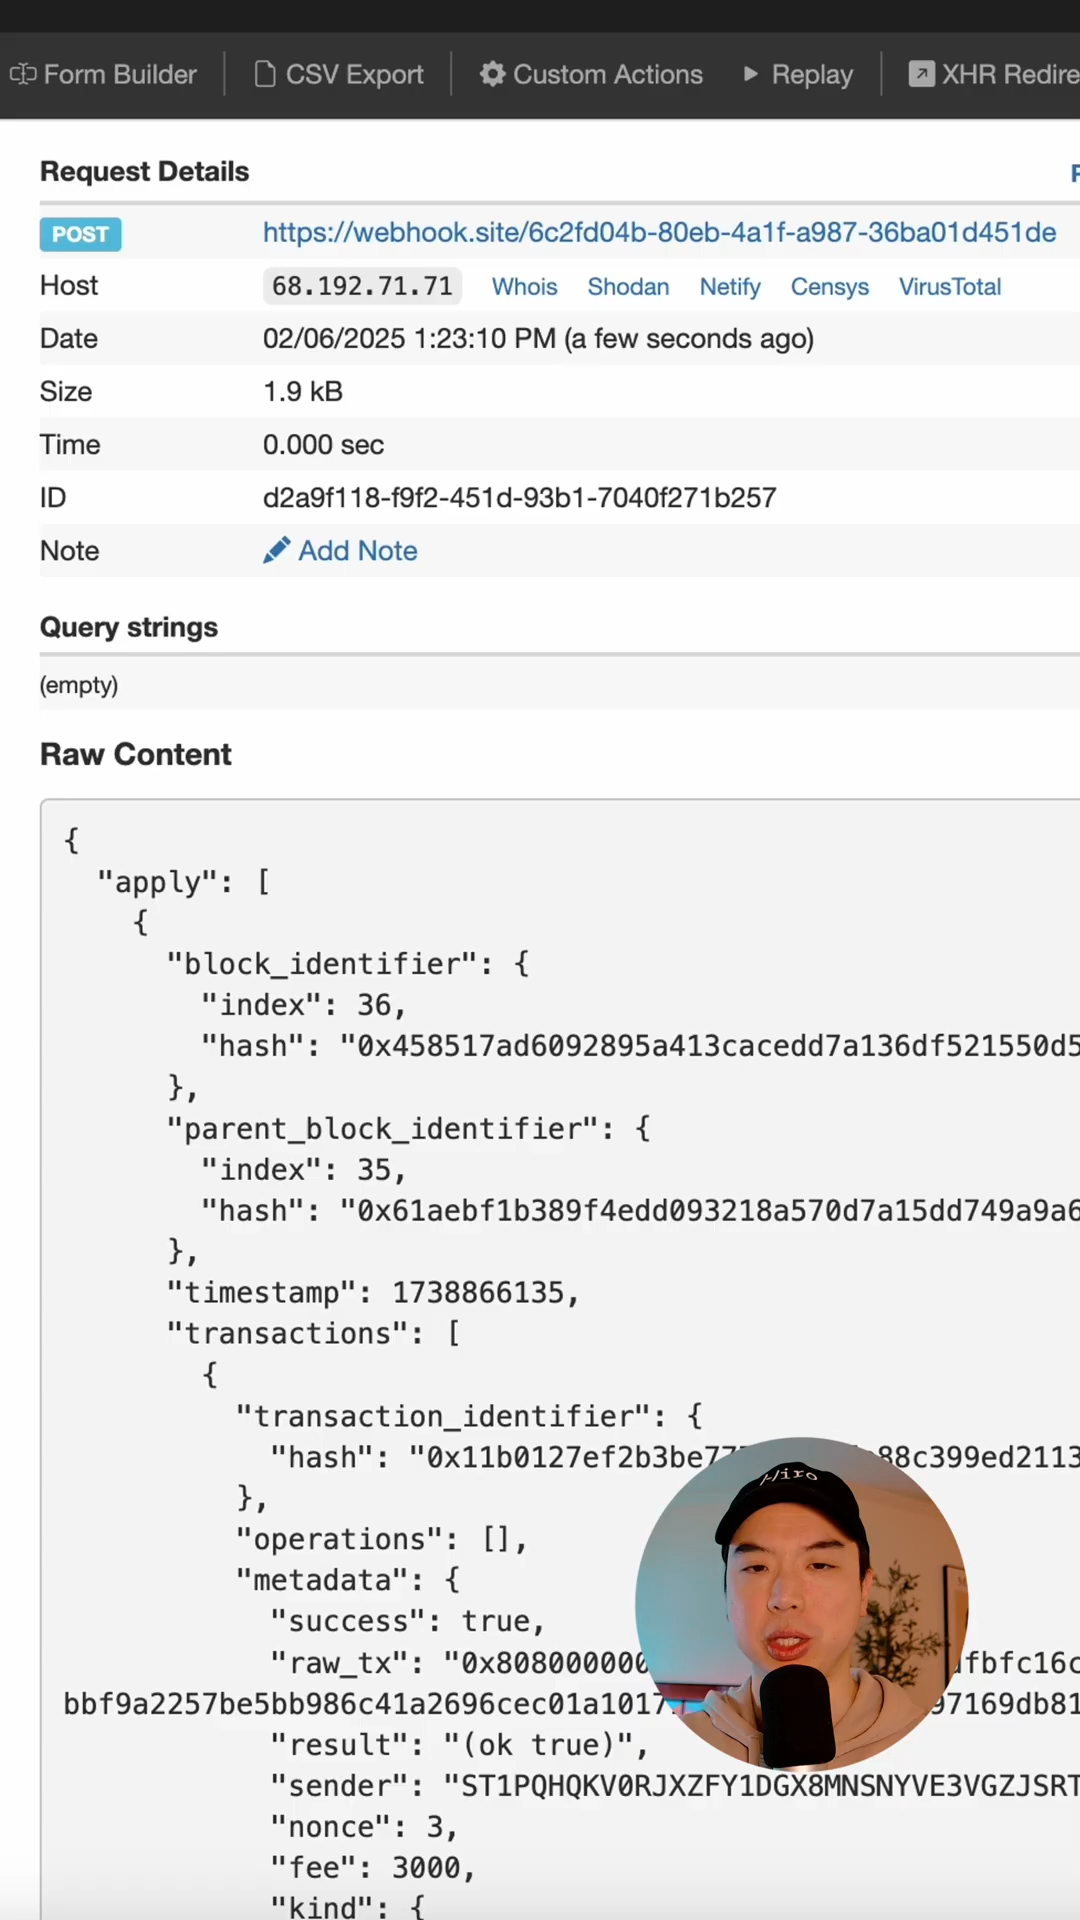 Form Builder
CSV Export
Custom Actions
Replay
XHR Redire
Request Details
POST
https://webhook.site/6c2fd04b-80eb-4a1f-a987-36ba01d451de
Host
68.192.71.71
Whois
Shodan
Netify
Censys
VirusTotal
Date
02/06/2025 1:23:10 PM (a few seconds ago)
Size
1.9 kB
Time
0.000 sec
ID
d2a9f118-f9f2-451d-93b1-7040f271b257
Note
Add Note
Query strings
(empty)
Raw Content
{
"apply": [
{
"block_identifier": {
"index": 36,
"hash": "0x458517ad6092895a413cacedd7a136df521550d5
},
"parent_block_identifier": {
"index": 35,
"hash": "0x61aebf1b389f4edd093218a570d7a15dd749a9a6
},
"timestamp": 1738866135,
"transactions": [
{
"transaction_identifier": {
"hash": "0x11b0127ef2b3be7 88c399ed2113
},
"operations": [],
"metadata": {
"success": true,
"raw_tx": "0x808000000 fbfc16c
bbf9a2257be5bb986c41a2696cec01a1017 97169db81
"result": "(ok true)",
"sender": "ST1PQHQKV0RJXZFY1DGX8MNSNYVE3VGZJSRT
"nonce": 3,
"fee": 3000,
"kind": {
Hiro